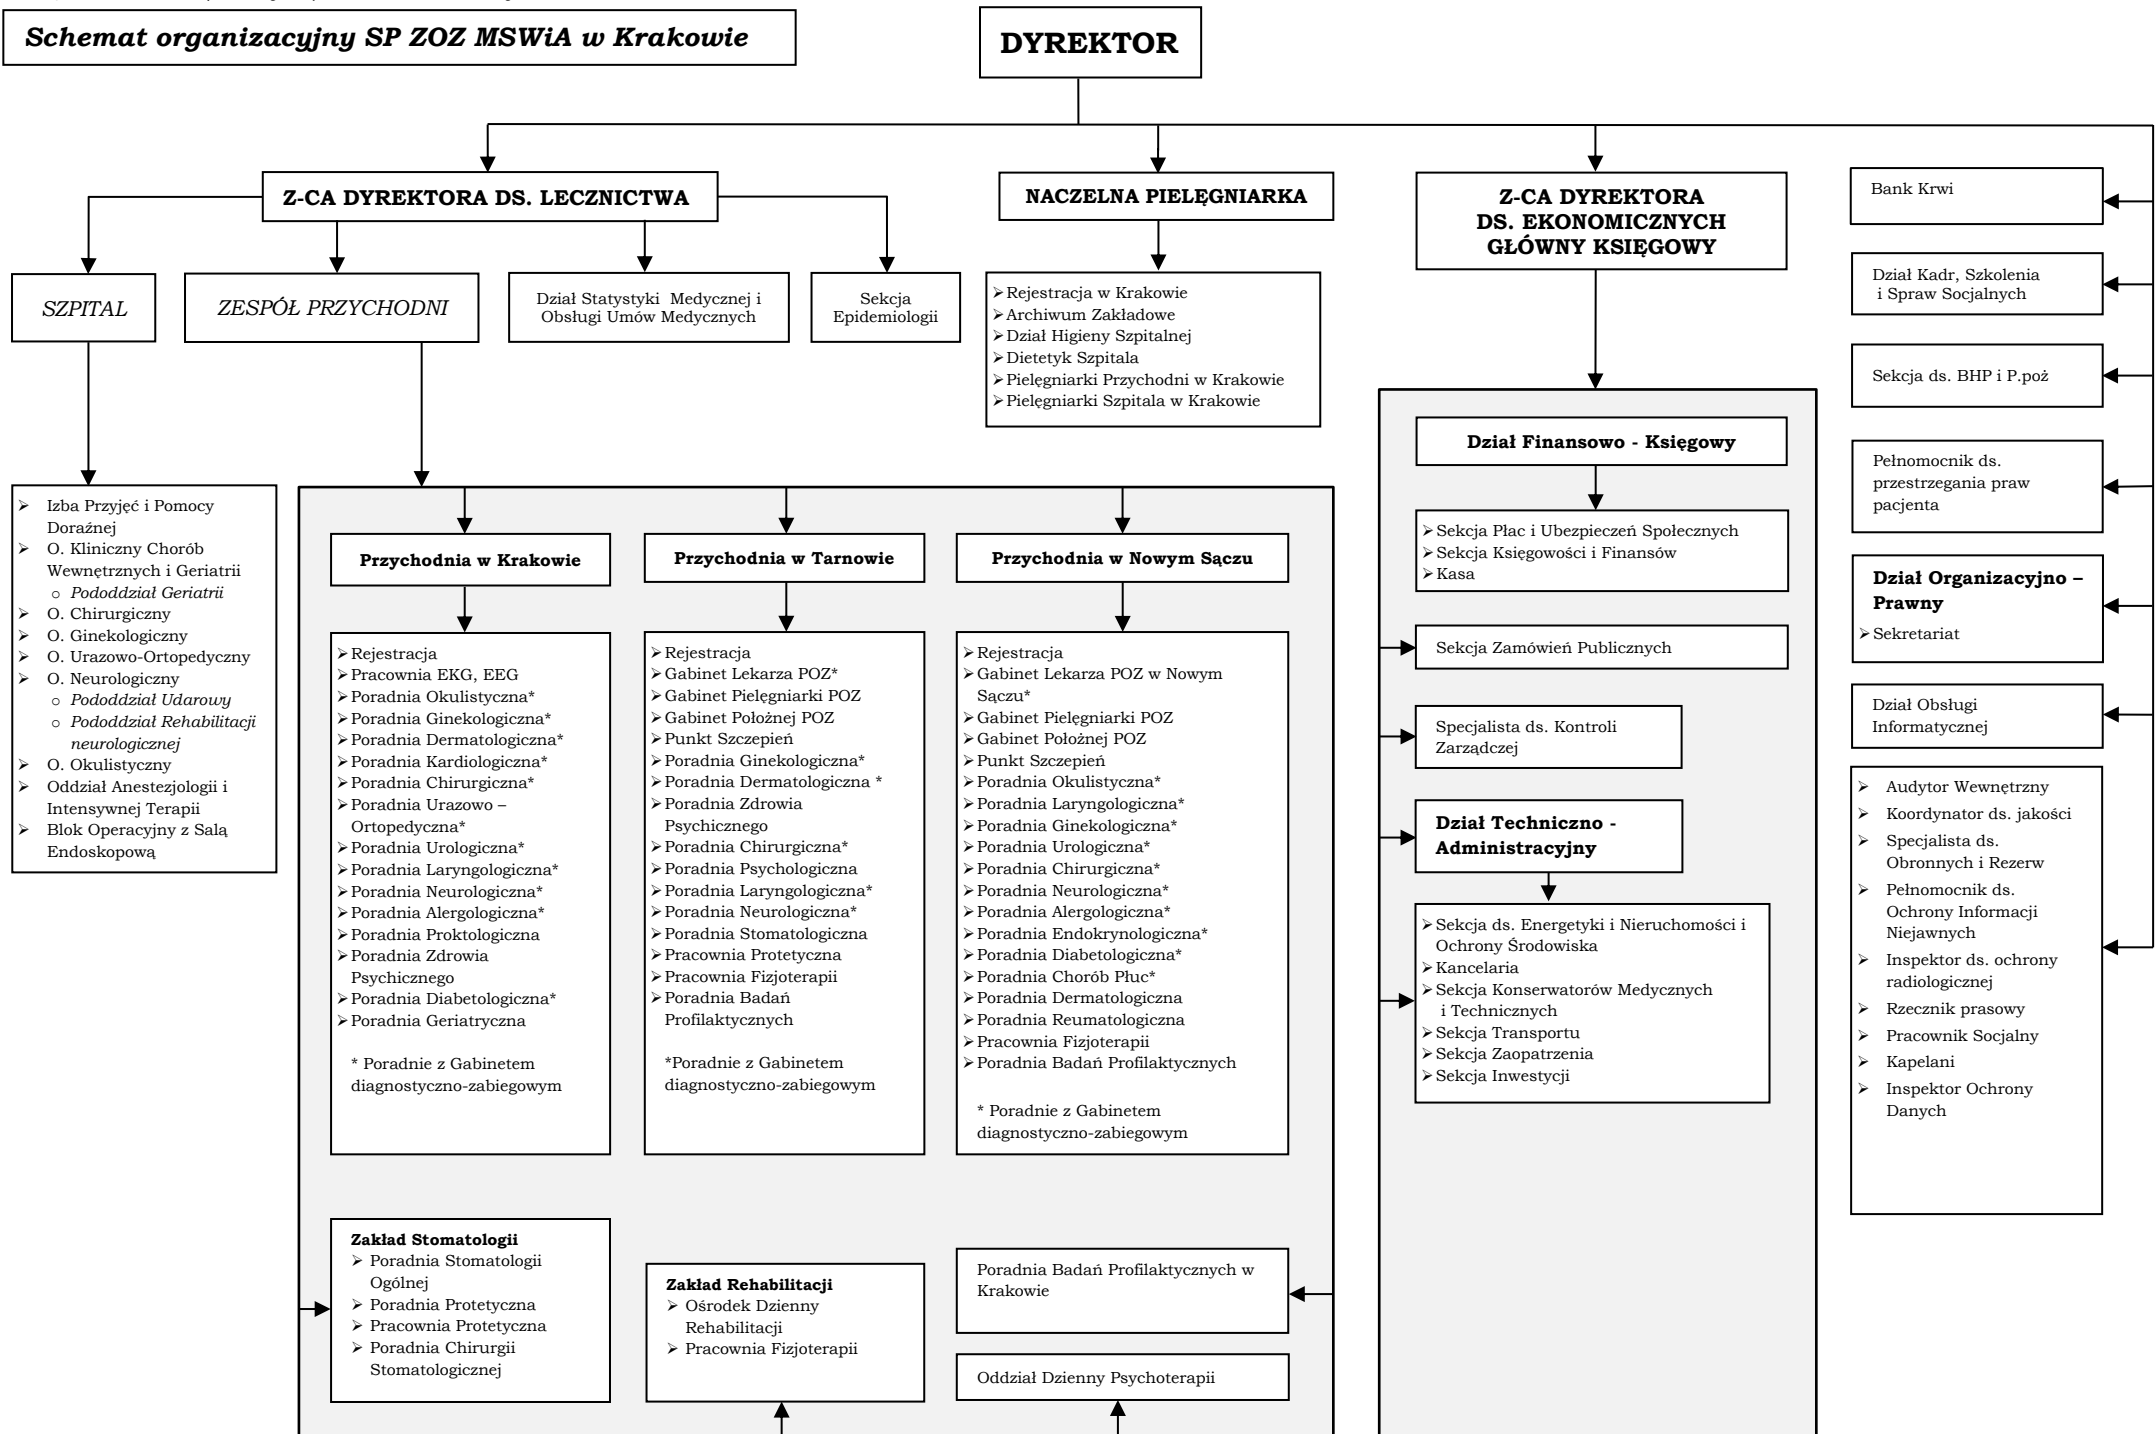 Schemat organizacyjny SP ZOZ MSWiA w Krakowie
DYREKTOR
Z-CA DYREKTORA DS. LECZNICTWA
NACZELNA PIELĘGNIARKA
Z-CA DYREKTORA
DS. EKONOMICZNYCH
GŁÓWNY KSIĘGOWY
SZPITAL
ZESPÓŁ PRZYCHODNI
Dział Statystyki Medycznej i
Obsługi Umów Medycznych
Sekcja
Epidemiologii
➢Rejestracja w Krakowie
➢Archiwum Zakładowe
➢Dział Higieny Szpitalnej
➢Dietetyk Szpitala
➢Pielęgniarki Przychodni w Krakowie
➢Pielęgniarki Szpitala w Krakowie
➢ Izba Przyjęć i Pomocy
Doraźnej
➢ O. Kliniczny Chorób
Wewnętrznych i Geriatrii
o Pododdział Geriatrii
➢ O. Chirurgiczny
➢ O. Ginekologiczny
➢ O. Urazowo-Ortopedyczny
➢ O. Neurologiczny
o Pododdział Udarowy
o Pododdział Rehabilitacji
neurologicznej
➢ O. Okulistyczny
➢ Oddział Anestezjologii i
Intensywnej Terapii
➢ Blok Operacyjny z Salą
Endoskopową
Przychodnia w Krakowie
➢Rejestracja
➢Pracownia EKG, EEG
➢Poradnia Okulistyczna*
➢Poradnia Ginekologiczna*
➢Poradnia Dermatologiczna*
➢Poradnia Kardiologiczna*
➢Poradnia Chirurgiczna*
➢Poradnia Urazowo –
Ortopedyczna*
➢Poradnia Urologiczna*
➢Poradnia Laryngologiczna*
➢Poradnia Neurologiczna*
➢Poradnia Alergologiczna*
➢Poradnia Proktologiczna
➢Poradnia Zdrowia
Psychicznego
➢Poradnia Diabetologiczna*
➢Poradnia Geriatryczna
* Poradnie z Gabinetem
diagnostyczno-zabiegowym
Przychodnia w Tarnowie
➢Rejestracja
➢Gabinet Lekarza POZ*
➢Gabinet Pielęgniarki POZ
➢Gabinet Położnej POZ
➢Punkt Szczepień
➢Poradnia Ginekologiczna*
➢Poradnia Dermatologiczna *
➢Poradnia Zdrowia
Psychicznego
➢Poradnia Chirurgiczna*
➢Poradnia Psychologiczna
➢Poradnia Laryngologiczna*
➢Poradnia Neurologiczna*
➢Poradnia Stomatologiczna
➢Pracownia Protetyczna
➢Pracownia Fizjoterapii
➢Poradnia Badań
Profilaktycznych
*Poradnie z Gabinetem
diagnostyczno-zabiegowym
Przychodnia w Nowym Sączu
➢Rejestracja
➢Gabinet Lekarza POZ w Nowym
Sączu*
➢Gabinet Pielęgniarki POZ
➢Gabinet Położnej POZ
➢Punkt Szczepień
➢Poradnia Okulistyczna*
➢Poradnia Laryngologiczna*
➢Poradnia Ginekologiczna*
➢Poradnia Urologiczna*
➢Poradnia Chirurgiczna*
➢Poradnia Neurologiczna*
➢Poradnia Alergologiczna*
➢Poradnia Endokrynologiczna*
➢Poradnia Diabetologiczna*
➢Poradnia Chorób Płuc*
➢Poradnia Dermatologiczna
➢Poradnia Reumatologiczna
➢Pracownia Fizjoterapii
➢Poradnia Badań Profilaktycznych
* Poradnie z Gabinetem
diagnostyczno-zabiegowym
Zakład Stomatologii
➢ Poradnia Stomatologii
Ogólnej
➢ Poradnia Protetyczna
➢ Pracownia Protetyczna
➢ Poradnia Chirurgii
Stomatologicznej
Zakład Rehabilitacji
➢ Ośrodek Dzienny
Rehabilitacji
➢ Pracownia Fizjoterapii
Poradnia Badań Profilaktycznych w
Krakowie
Oddział Dzienny Psychoterapii
Dział Finansowo - Księgowy
➢Sekcja Płac i Ubezpieczeń Społecznych
➢Sekcja Księgowości i Finansów
➢Kasa
Sekcja Zamówień Publicznych
Specjalista ds. Kontroli
Zarządczej
Dział Techniczno -
Administracyjny
➢Sekcja ds. Energetyki i Nieruchomości i
Ochrony Środowiska
➢Kancelaria
➢Sekcja Konserwatorów Medycznych
i Technicznych
➢Sekcja Transportu
➢Sekcja Zaopatrzenia
➢Sekcja Inwestycji
Bank Krwi
Dział Kadr, Szkolenia
i Spraw Socjalnych
Sekcja ds. BHP i P.poż
Pełnomocnik ds.
przestrzegania praw
pacjenta
Dział Organizacyjno –
Prawny
➢Sekretariat
Dział Obsługi
Informatycznej
➢ Audytor Wewnętrzny
➢ Koordynator ds. jakości
➢ Specjalista ds.
Obronnych i Rezerw
➢ Pełnomocnik ds.
Ochrony Informacji
Niejawnych
➢ Inspektor ds. ochrony
radiologicznej
➢ Rzecznik prasowy
➢ Pracownik Socjalny
➢ Kapelani
➢ Inspektor Ochrony
Danych